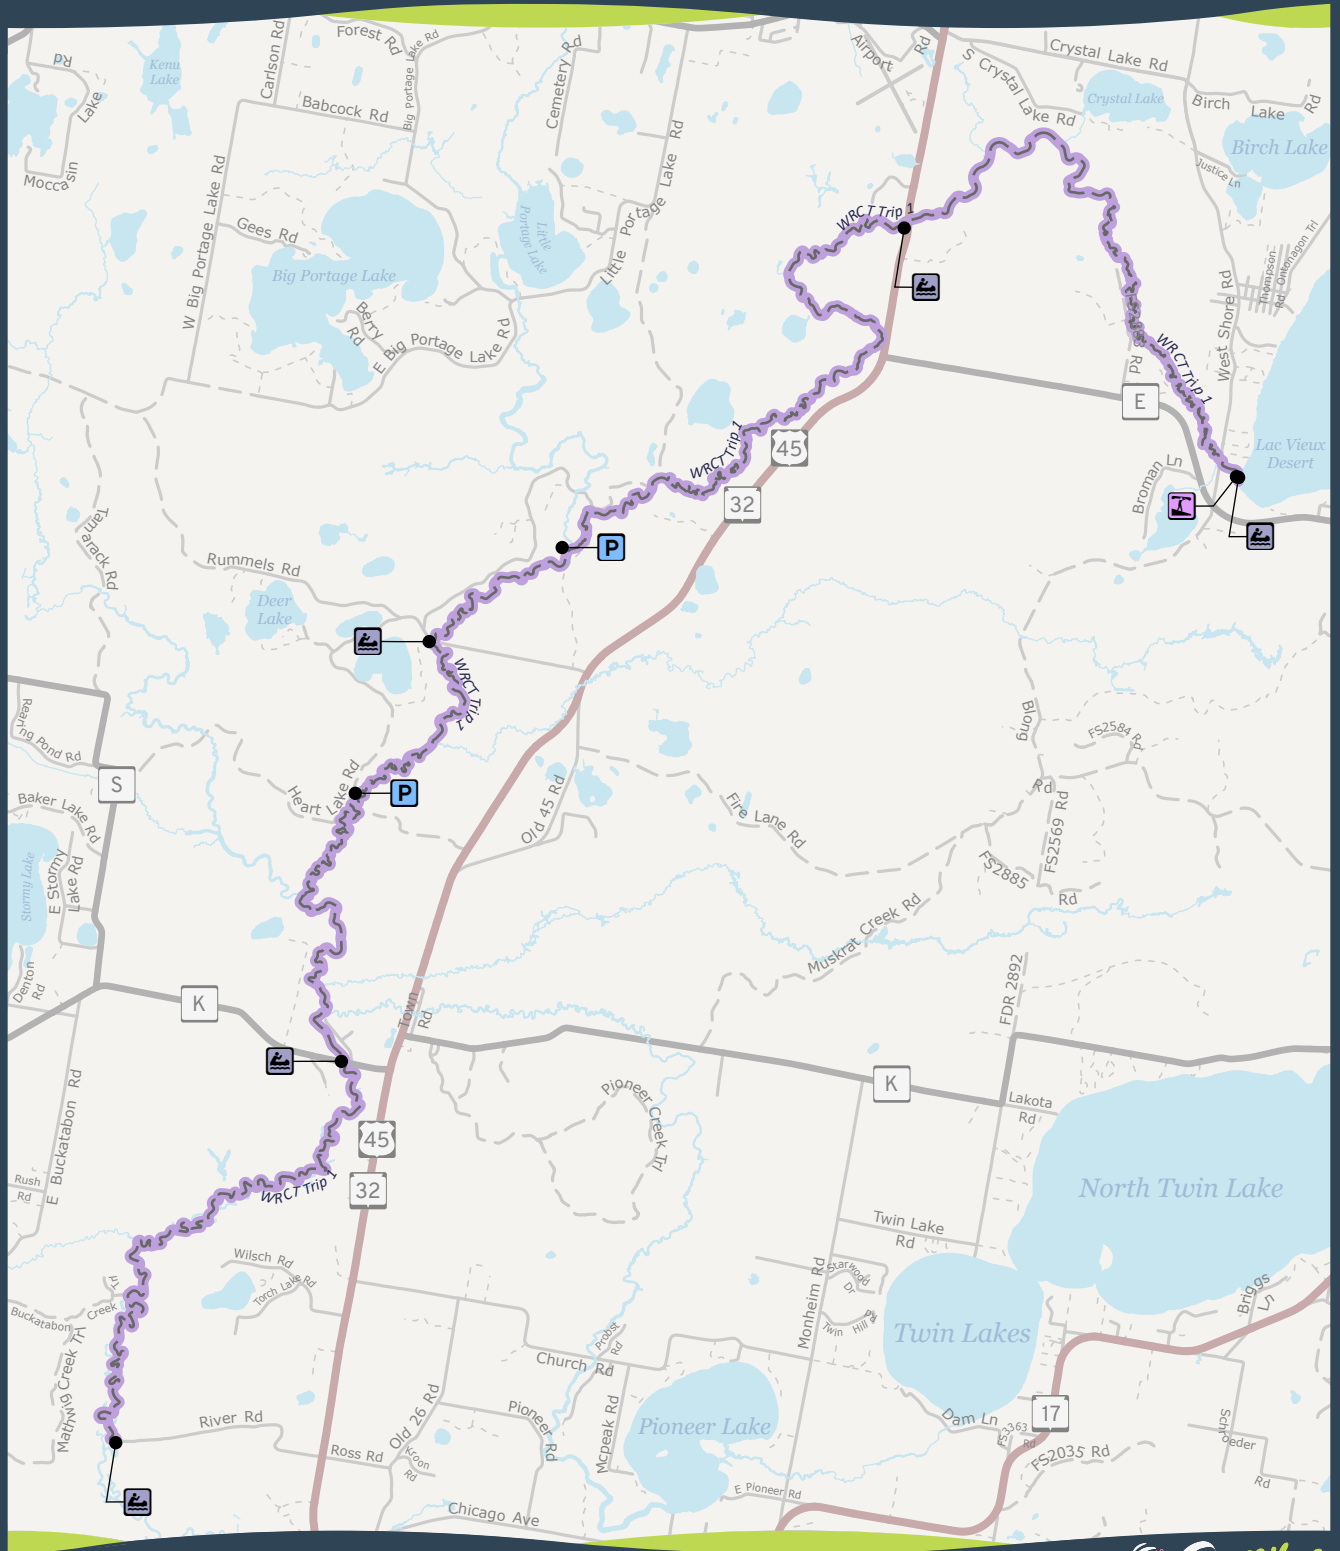 Forest Rd
Big Portage Lake Rd
Cemetery Rd
Airport
Rd
Crystal Lake Rd
S Crystal Lake Rd
Rd
Kenu
Lake
Carlson Rd
Lake
Babcock Rd
Crystal Lake
Birch Lake Rd
Birch Lake
Moccasin
Justice Ln
W Big Portage Lake Rd
Gees Rd
Little
Portage Lake
Little Portage Lake Rd
WRCT Trip 1
Big Portage Lake
Thompson
Rd
Ontonagon Trl
Berry
Rd
E Big Portage Lake Rd
West Shore Rd
Rd
WRCT Trip 1
E
WRCT Trip 1
45
Lac Vieux
Desert
Broman Ln
32
Tamarack Rd
P
Rummels Rd
Deer
Lake
WRCT Trip 1
Rearing Pond Rd
Blong
Rd
FS2584 Rd
S
Heart Lake Rd
P
Baker Lake Rd
Old 45 Rd
Fire Lane Rd
FS2569 Rd
Stormy Lake
E Stormy
Lake Rd
FS2885
Rd
Muskrat Creek Rd
Denton
Rd
K
Town
Rd
FDR 2892
K
Pioneer Creek Trl
Lakota
Rd
E Buckatabon Rd
45
Rush
Rd
WRCT Trip 1
32
North Twin Lake
Twin Lake
Rd
Wilsch Rd
Torch Lake Rd
Starwood
Dr
Monheim Rd
Briggs
Ln
Buckatabon
Creek
Trl
Twin
Hill Rd
Probst
Rd
Twin Lakes
Mathwig Creek Trl
Church Rd
River Rd
Old 26 Rd
Pioneer Rd
Mcpeak Rd
Pioneer Lake
Dam Ln
17
FS3363
Rd
Schroeder
Rd
Ross Rd
Kroon
Rd
FS2035 Rd
E Pioneer Rd
Chicago Ave